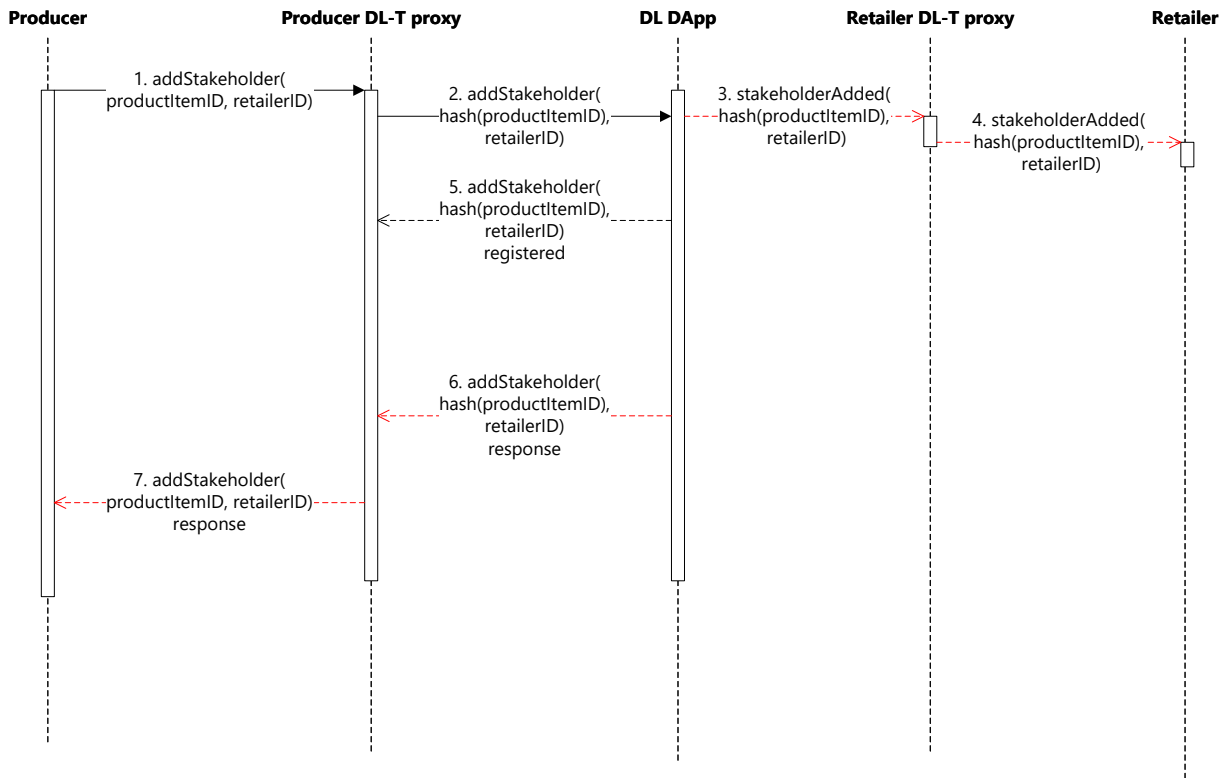 Producer
Producer DL-T proxy
DL DApp
Retailer DL-T proxy
Retailer
1. addStakeholder(
productItemID, retailerID)
2. addStakeholder(
hash(productItemID),
retailerID)
3. stakeholderAdded(
hash(productItemID),
retailerID)
4. stakeholderAdded(
hash(productItemID),
retailerID)
5. addStakeholder(
hash(productItemID),
retailerID)
registered
6. addStakeholder(
hash(productItemID),
retailerID)
response
7. addStakeholder(
productItemID, retailerID)
response